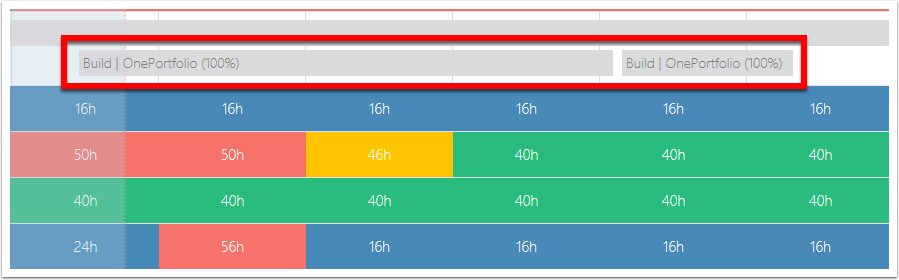 Build | OnePortfolio (100%) Build | OnePortfolio (100%)
16h 16h 16h 16h 16h 16h
50h 50h 46h 40h 40h 40h
40h 40h 40h 40h 40h 40h
24h 56h 16h 16h 16h 16h